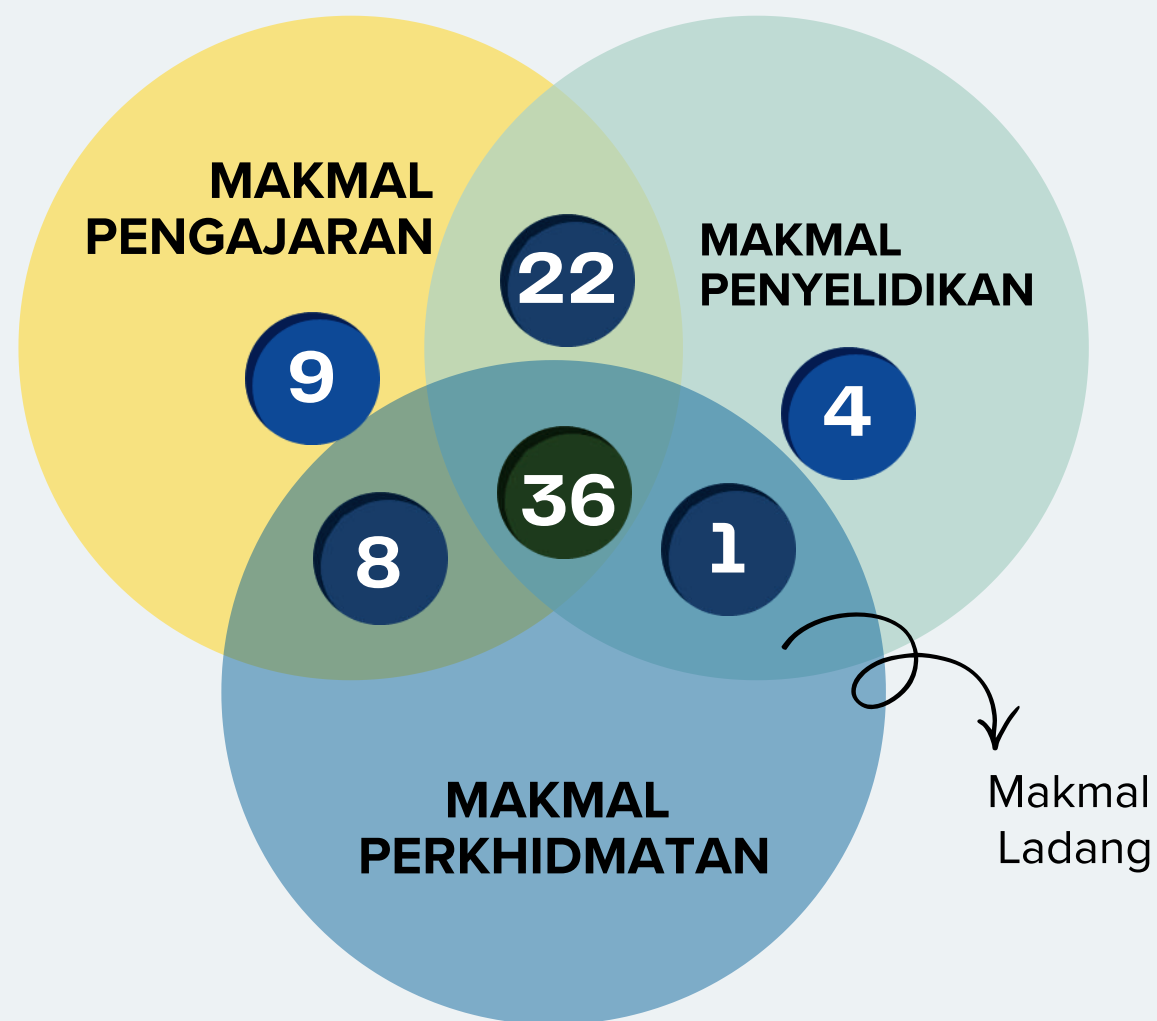 MAKMAL
PENGAJARAN
22
MAKMAL
PENYELIDIKAN
9
4
36
8
1
Makmal
Ladang
MAKMAL
PERKHIDMATAN